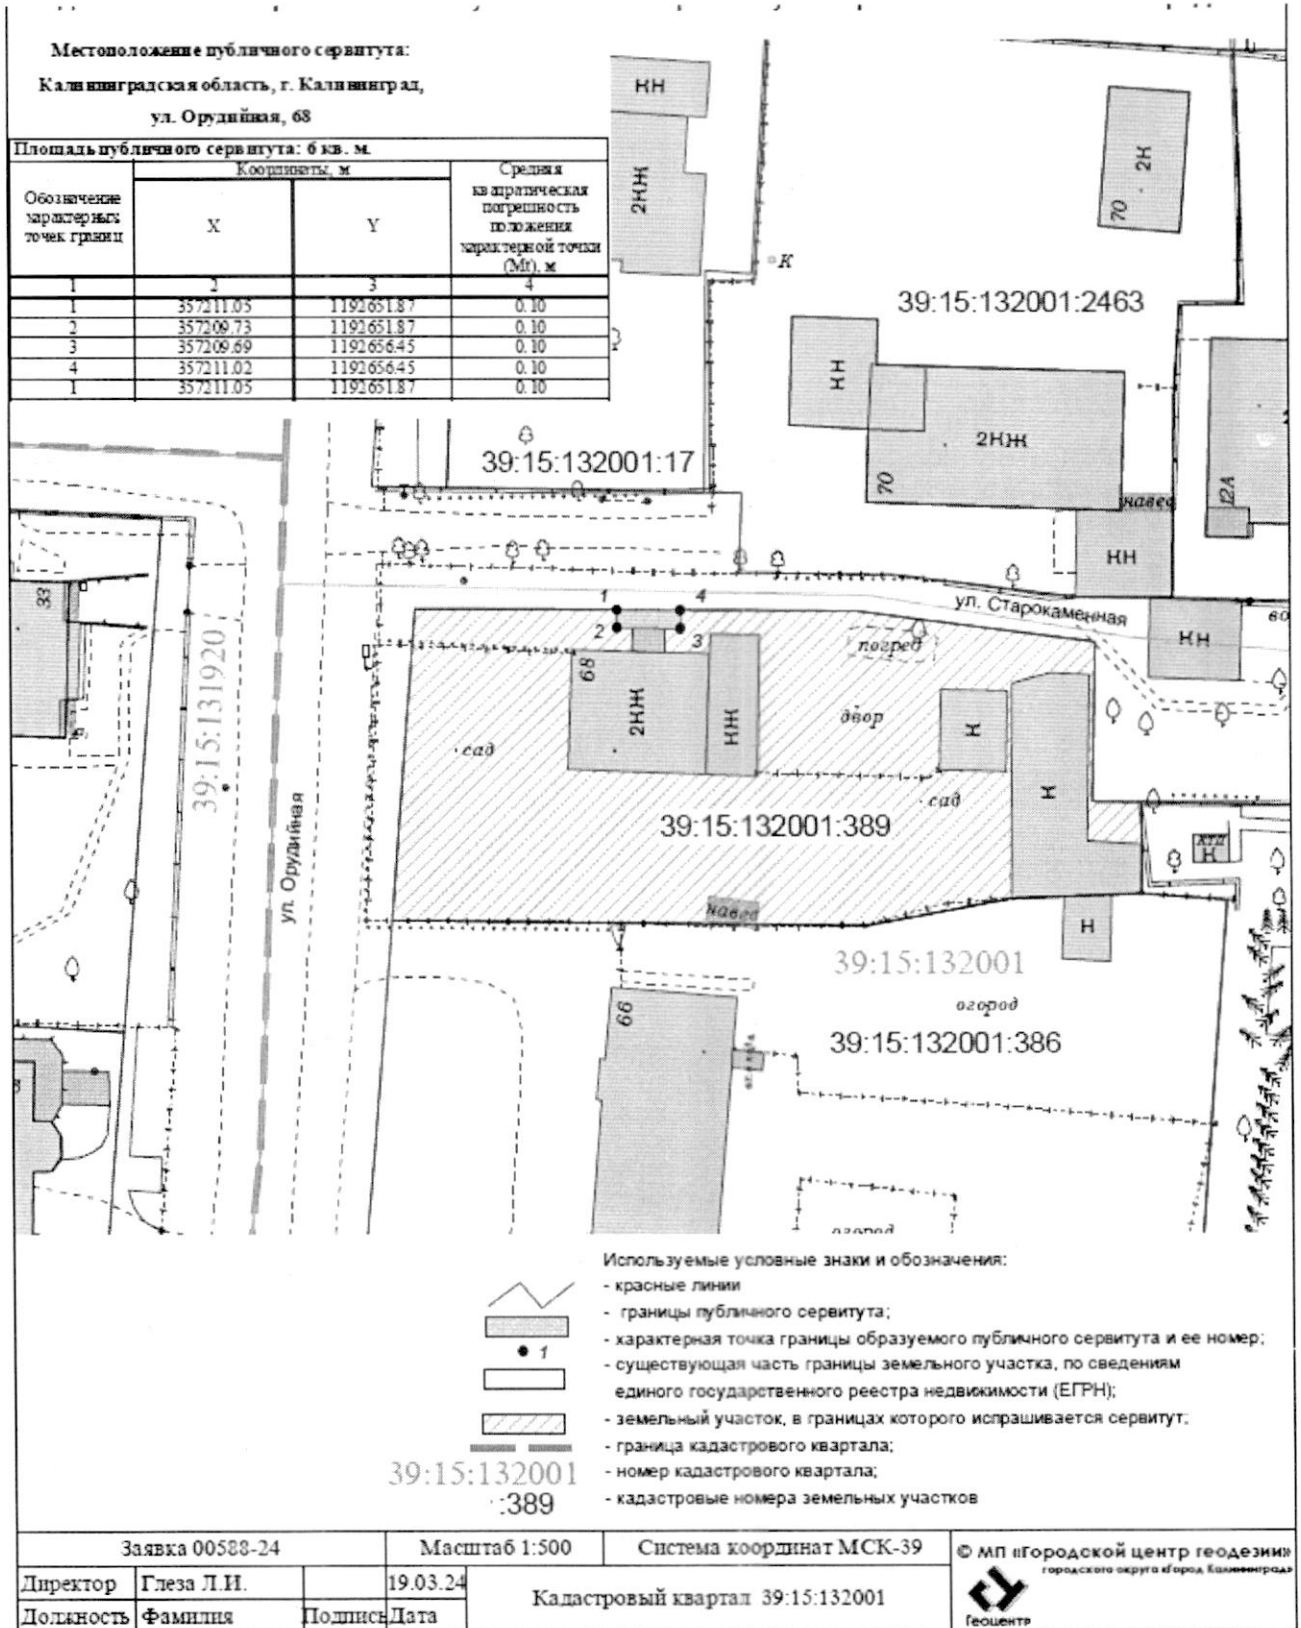 Местоположение публичного сервитута:
Калининградская область, г. Калининград,
ул. Орудийная, 68
Площадь публичного сервитута: 6 кв. м.
Обозначение характерных точек границ
Координаты, м
X
Y
Средняя квадратическая погрешность положения характерной точки (Mt), м
1 2 3 4
1 357211.05 1192651.87 0.10
2 357209.73 1192651.87 0.10
3 357209.69 1192656.45 0.10
4 357211.02 1192656.45 0.10
1 357211.05 1192651.87 0.10
КН
2КЖ
К
2Н
70
39:15:132001:2463
КН
2КЖ
70
12А
навес
КН
39:15:132001:17
33
39:15:131920
1
4
2
3
ул. Старокаменная
КН
во
погреб
68
2КЖ
КЖ
двор
сад
К
сад
К
39:15:132001:389
ул. Орудийная
КТП
К
навес
Н
39:15:132001
огород
39:15:132001:386
66
огород
Используемые условные знаки и обозначения:
- красные линии
- границы публичного сервитута;
1 - характерная точка границы образуемого публичного сервитута и ее номер;
- существующая часть границы земельного участка, по сведениям
единого государственного реестра недвижимости (ЕГРН);
- земельный участок, в границах которого испрашивается сервитут;
- граница кадастрового квартала;
39:15:132001 - номер кадастрового квартала;
:389 - кадастровые номера земельных участков
Заявка 00588-24 Масштаб 1:500 Система координат МСК-39
© МП «Городской центр геодезии»
городского округа «Город Калининград»
Директор Глеза Л.И. 19.03.24
Кадастровый квартал 39:15:132001
Должность Фамилия Подпись Дата
Геоцентр